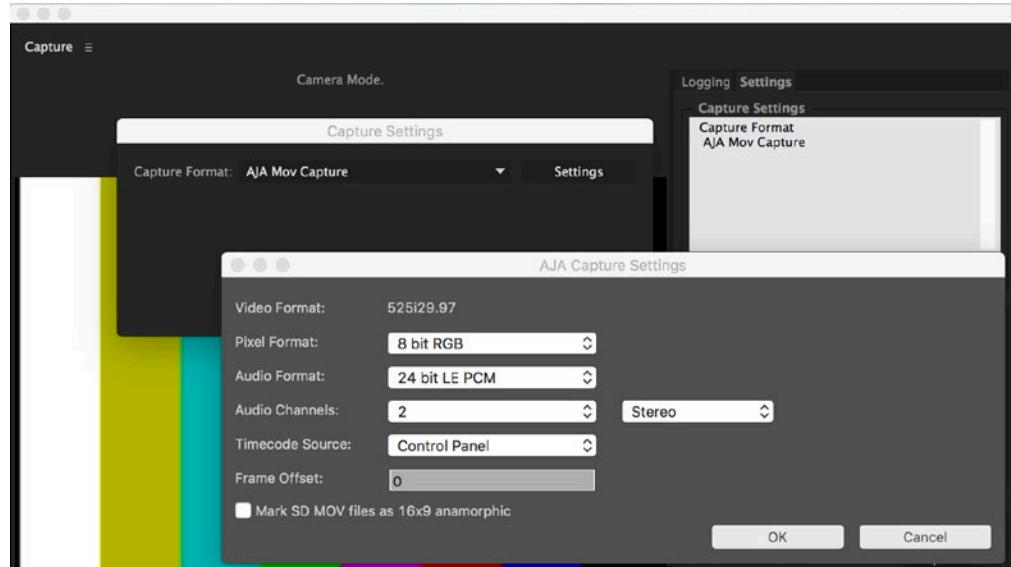 Capture
Camera Mode.
Logging Settings
Capture Settings
Capture Format
AJA Mov Capture
Capture Settings
Capture Format: AJA Mov Capture Settings
AJA Capture Settings
Video Format: 525i29.97
Pixel Format: 8 bit RGB
Audio Format: 24 bit LE PCM
Audio Channels: 2 Stereo
Timecode Source: Control Panel
Frame Offset: 0
Mark SD MOV files as 16x9 anamorphic
OK Cancel